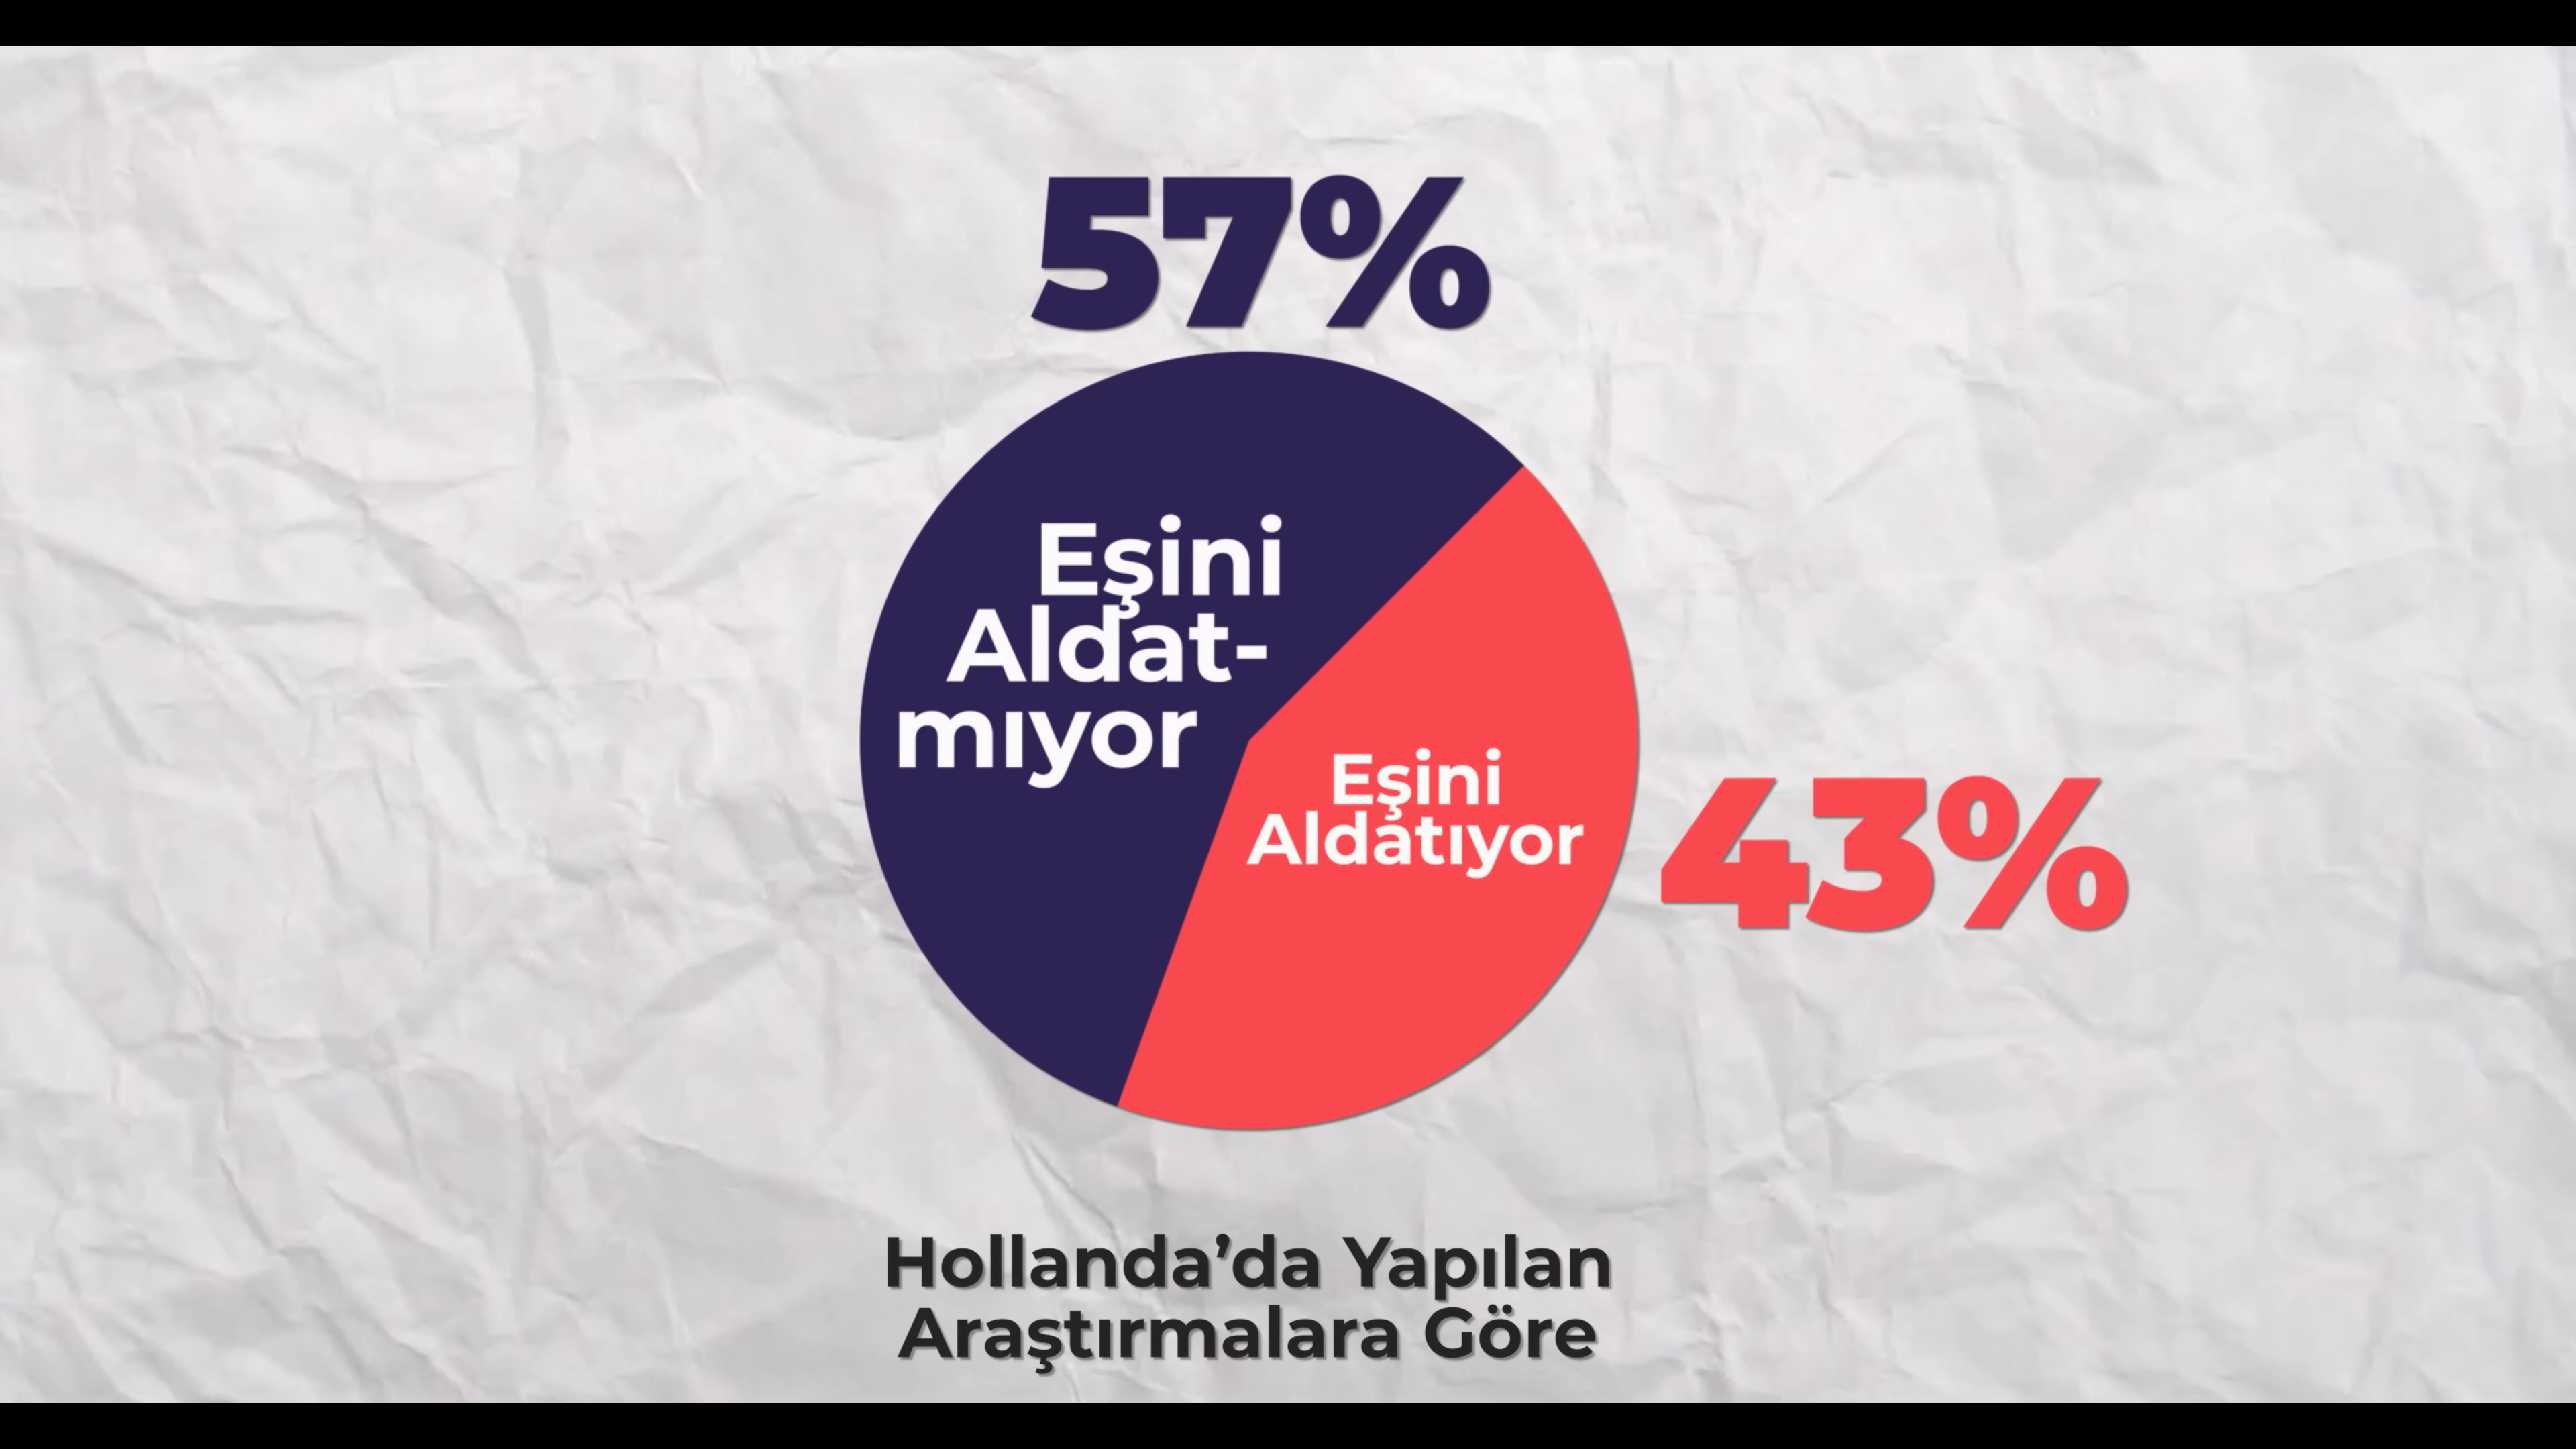 57%
Eşini
Aldat-
mıyor
Eşini
Aldatıyor
43%
Hollanda’da Yapılan
Araştırmalara Göre